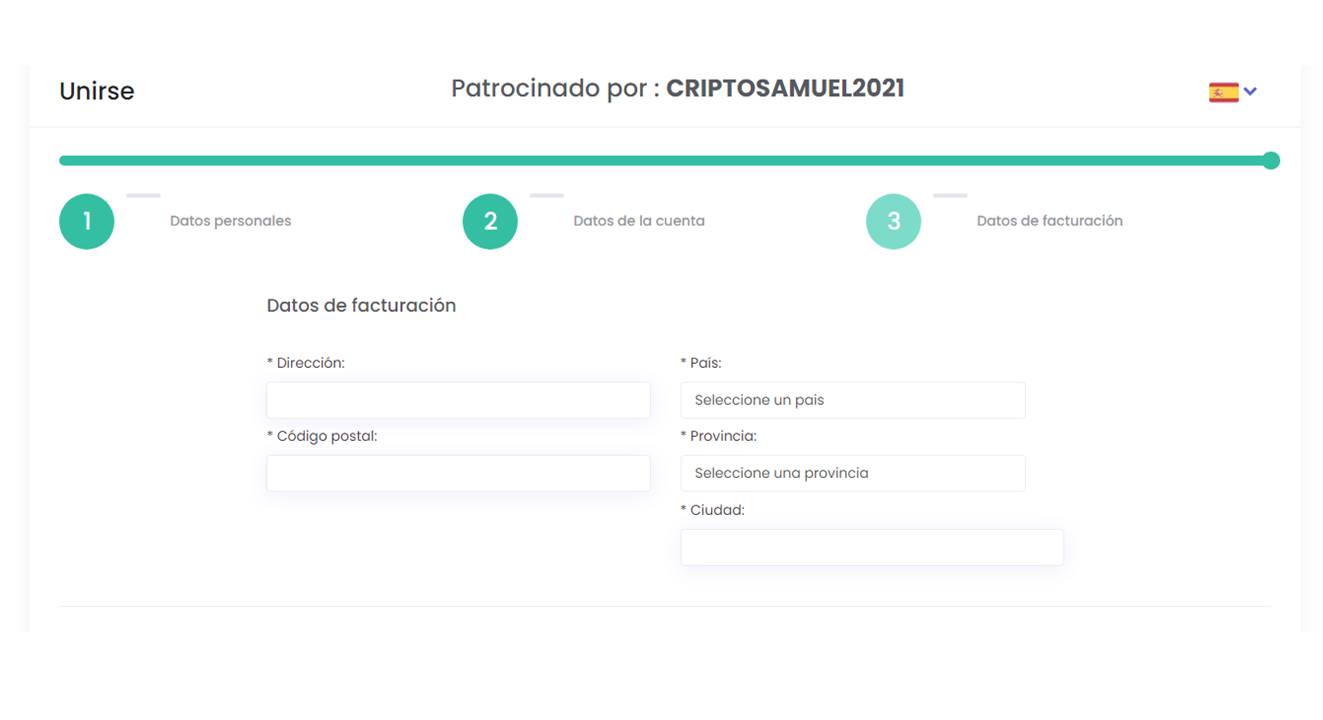 Unirse
Patrocinado por : CRIPTOSAMUEL2021
1 Datos personales
2 Datos de la cuenta
3 Datos de facturación
Datos de facturación
* Dirección:
* País:
Seleccione un pais
* Código postal:
* Provincia:
Seleccione una provincia
* Ciudad: